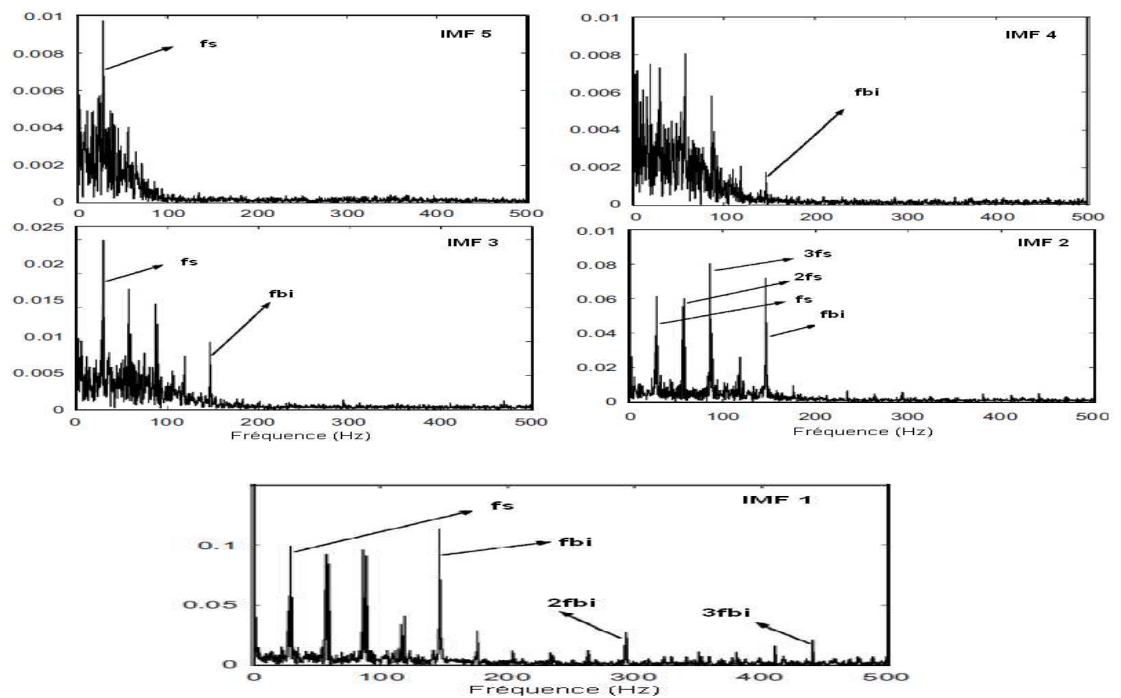 0.01
IMF 5
fs
0.008
0.006
0.004
0.002
0
0 100 200 300 400 500
0.01
IMF 4
0.008
fbi
0.006
0.004
0.002
0
0 100 200 300 400 500
0.025
IMF 3
fs
0.02
fbi
0.015
0.01
0.005
0
0 100 200 300 400 500
Fréquence (Hz)
0.01
IMF 2
3fs
0.08
2fs
fs
0.06
fbi
0.04
0.02
0
0 100 200 300 400 500
Fréquence (Hz)
IMF 1
fs
fbi
0.1
2fbi
3fbi
0.05
0
0 100 200 300 400 500
Fréquence (Hz)